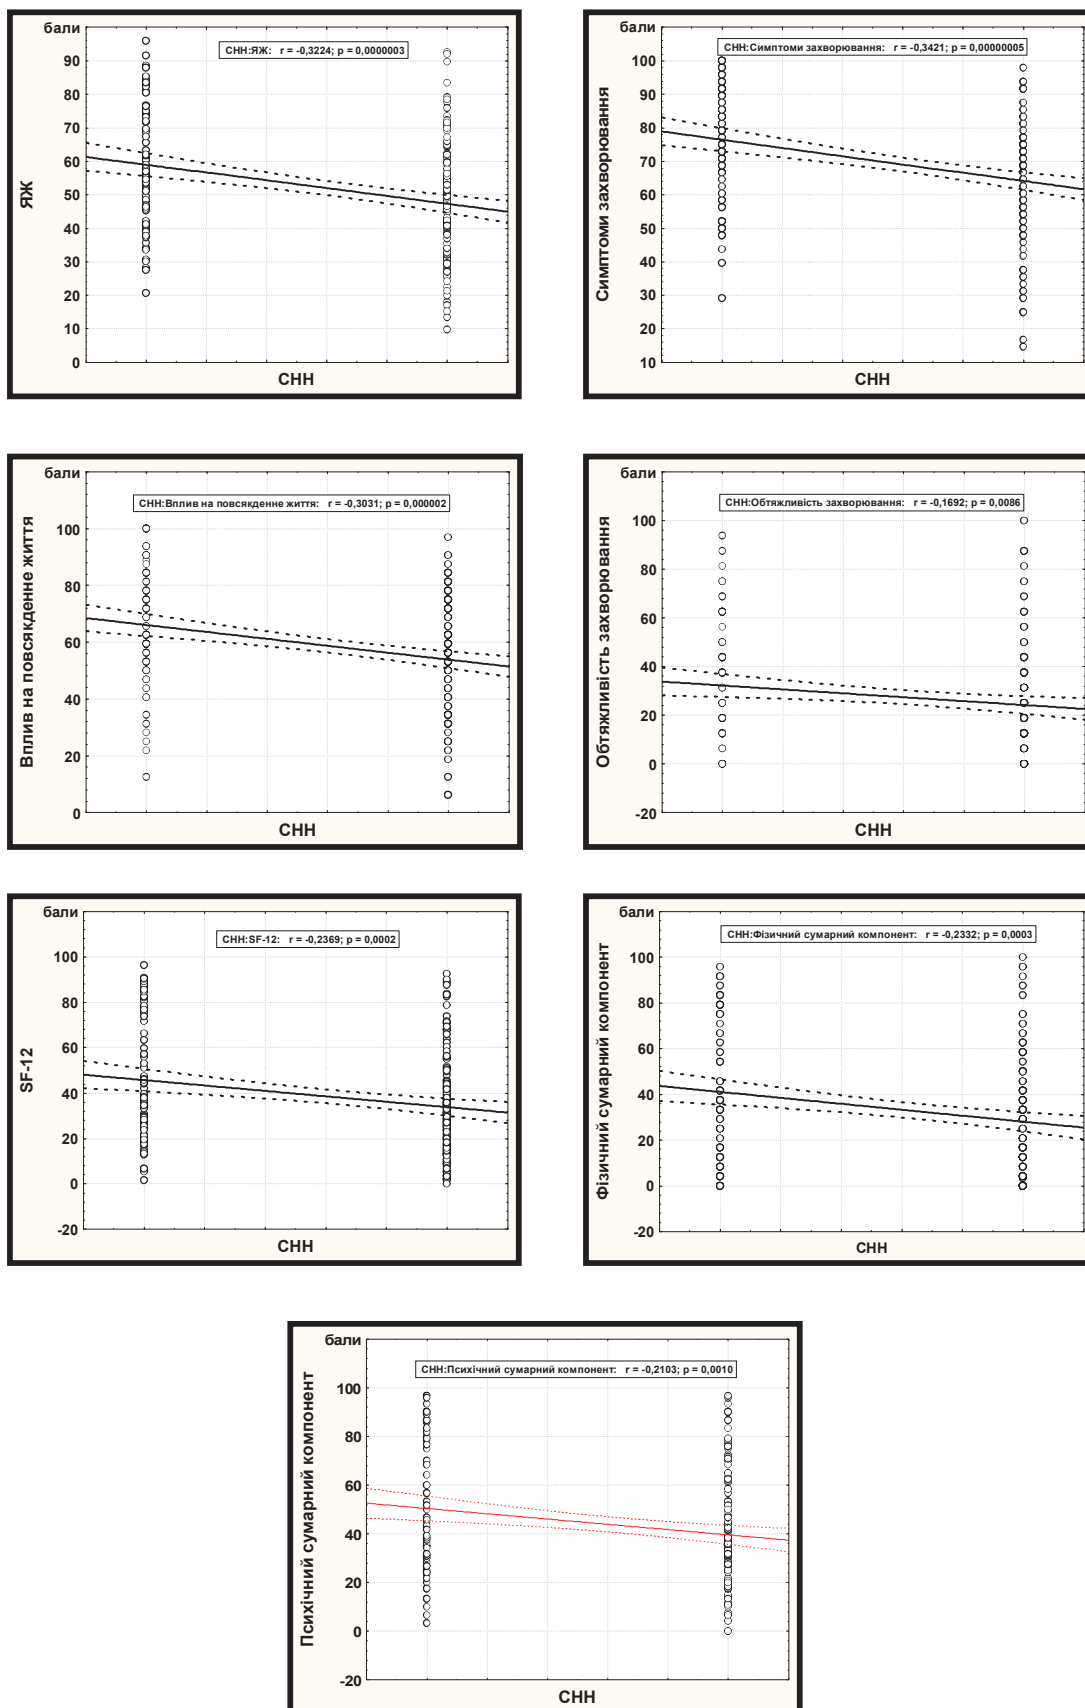 бали
СНН:ЯЖ: r = -0,3224; p = 0,0000003
90
80
70
60
50
40
30
20
10
0
ЯЖ
СНН
бали
СНН:Симптоми захворювання: r = -0,3421; p = 0,00000005
100
90
80
70
60
50
40
30
20
10
Симптоми захворювання
СНН
бали
СНН:Вплив на повсякденне життя: r = -0,3031; p = 0,000002
100
80
60
40
20
0
Вплив на повсякденне життя
СНН
бали
СНН:Обтяжливість захворювання: r = -0,1692; p = 0,0086
100
80
60
40
20
0
-20
Обтяжливість захворювання
СНН
бали
СНН:SF-12: r = -0,2369; p = 0,0002
100
80
60
40
20
0
-20
SF-12
СНН
бали
СНН:Фізичний сумарний компонент: r = -0,2332; p = 0,0003
100
80
60
40
20
0
-20
Фізичний сумарний компонент
СНН
бали
СНН:Психічний сумарний компонент: r = -0,2103; p = 0,0010
100
80
60
40
20
0
-20
Психічний сумарний компонент
СНН